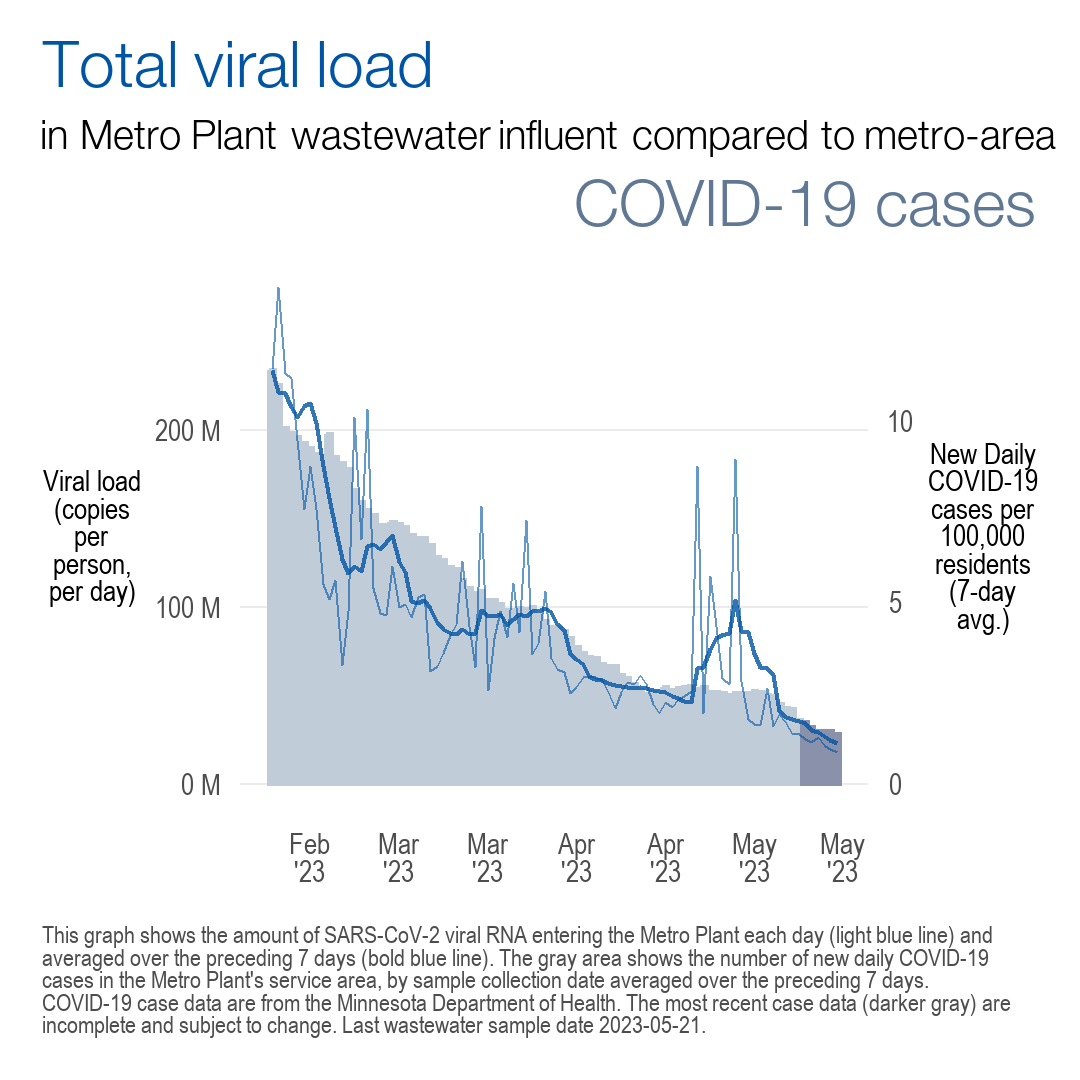 Total viral load
in Metro Plant wastewater influent compared to metro-area
COVID-19 cases
200 M
100 M
0 M
Viral load
(copies
per
person,
per day)
10
5
0
New Daily
COVID-19
cases per
100,000
residents
(7-day
avg.)
Feb
'23
Mar
'23
Mar
'23
Apr
'23
Apr
'23
May
'23
May
'23
This graph shows the amount of SARS-CoV-2 viral RNA entering the Metro Plant each day (light blue line) and
averaged over the preceding 7 days (bold blue line). The gray area shows the number of new daily COVID-19
cases in the Metro Plant's service area, by sample collection date averaged over the preceding 7 days.
COVID-19 case data are from the Minnesota Department of Health. The most recent case data (darker gray) are
incomplete and subject to change. Last wastewater sample date 2023-05-21.